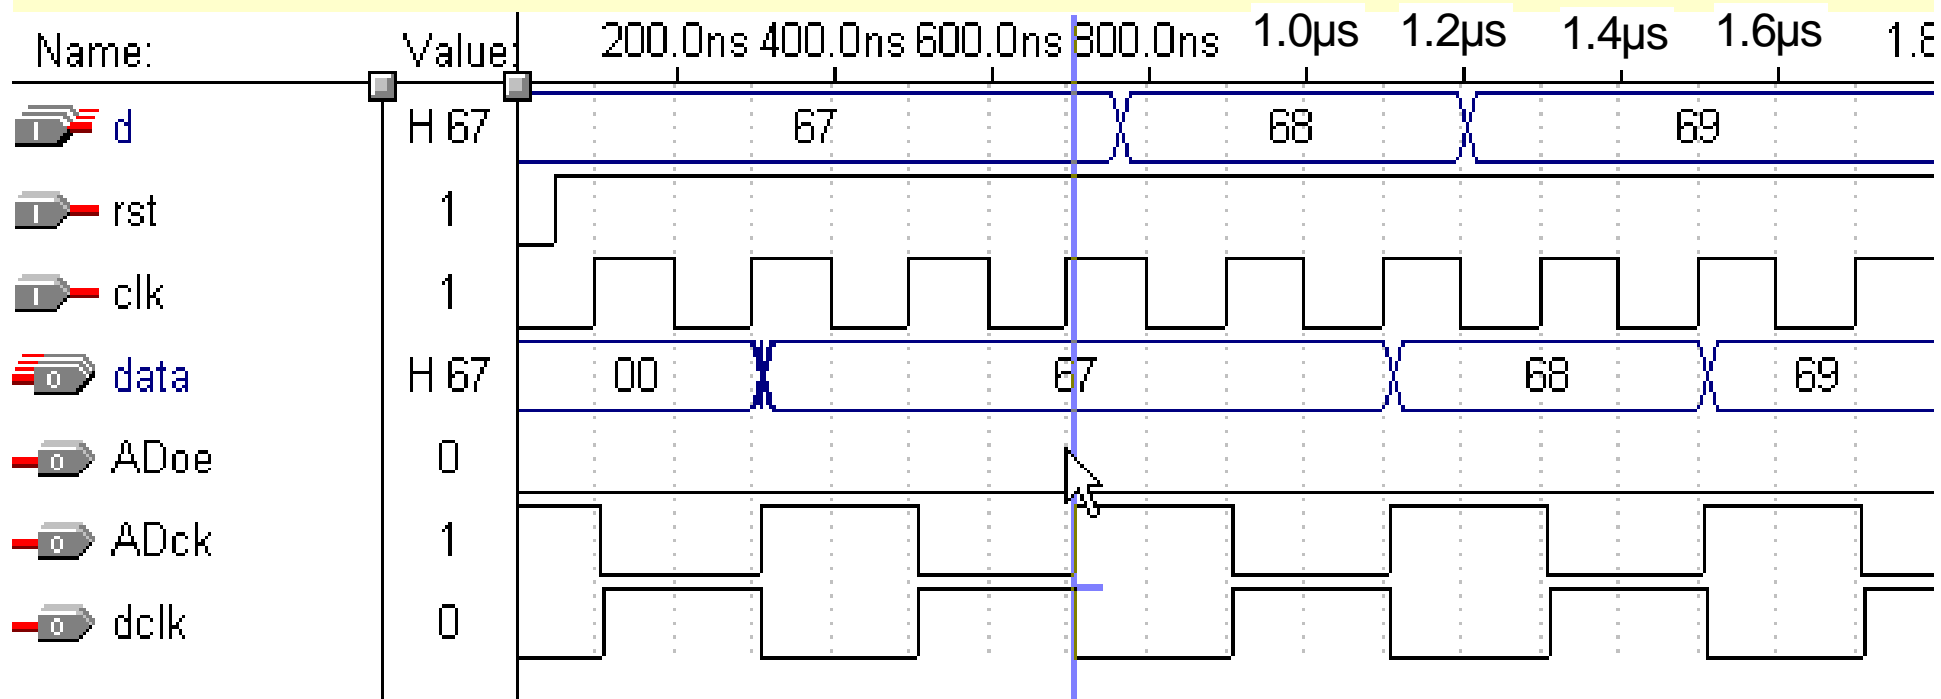 Name: Value: 200.0ns 400.0ns 600.0ns 800.0ns 1.0µs 1.2µs 1.4µs 1.6µs 1.8
I d H 67 67 68 69
I rst 1
I clk 1
O data H 67 00 67 68 69
O ADoe 0
O ADck 1
O dclk 0